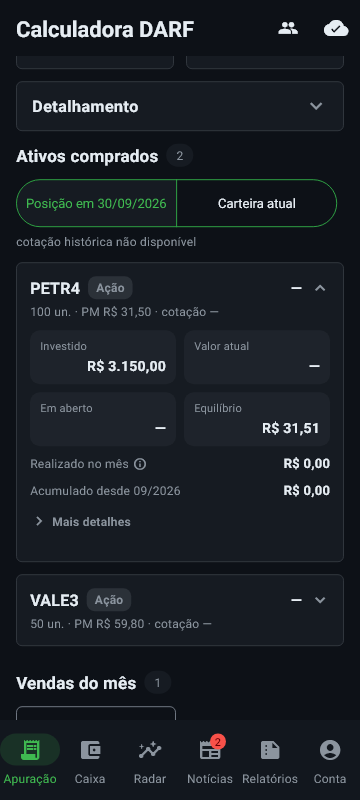 Calculadora DARF
Detalhamento
Ativos comprados 2
Posição em 30/09/2026 Carteira atual
cotação histórica não disponível
PETR4 Ação —
100 un. · PM R$ 31,50 · cotação —
Investido Valor atual
R$ 3.150,00 —
Em aberto Equilíbrio
— R$ 31,51
Realizado no mês R$ 0,00
Acumulado desde 09/2026 R$ 0,00
Mais detalhes
VALE3 Ação —
50 un. · PM R$ 59,80 · cotação —
Vendas do mês 1
2
Apuração Caixa Radar Notícias Relatórios Conta